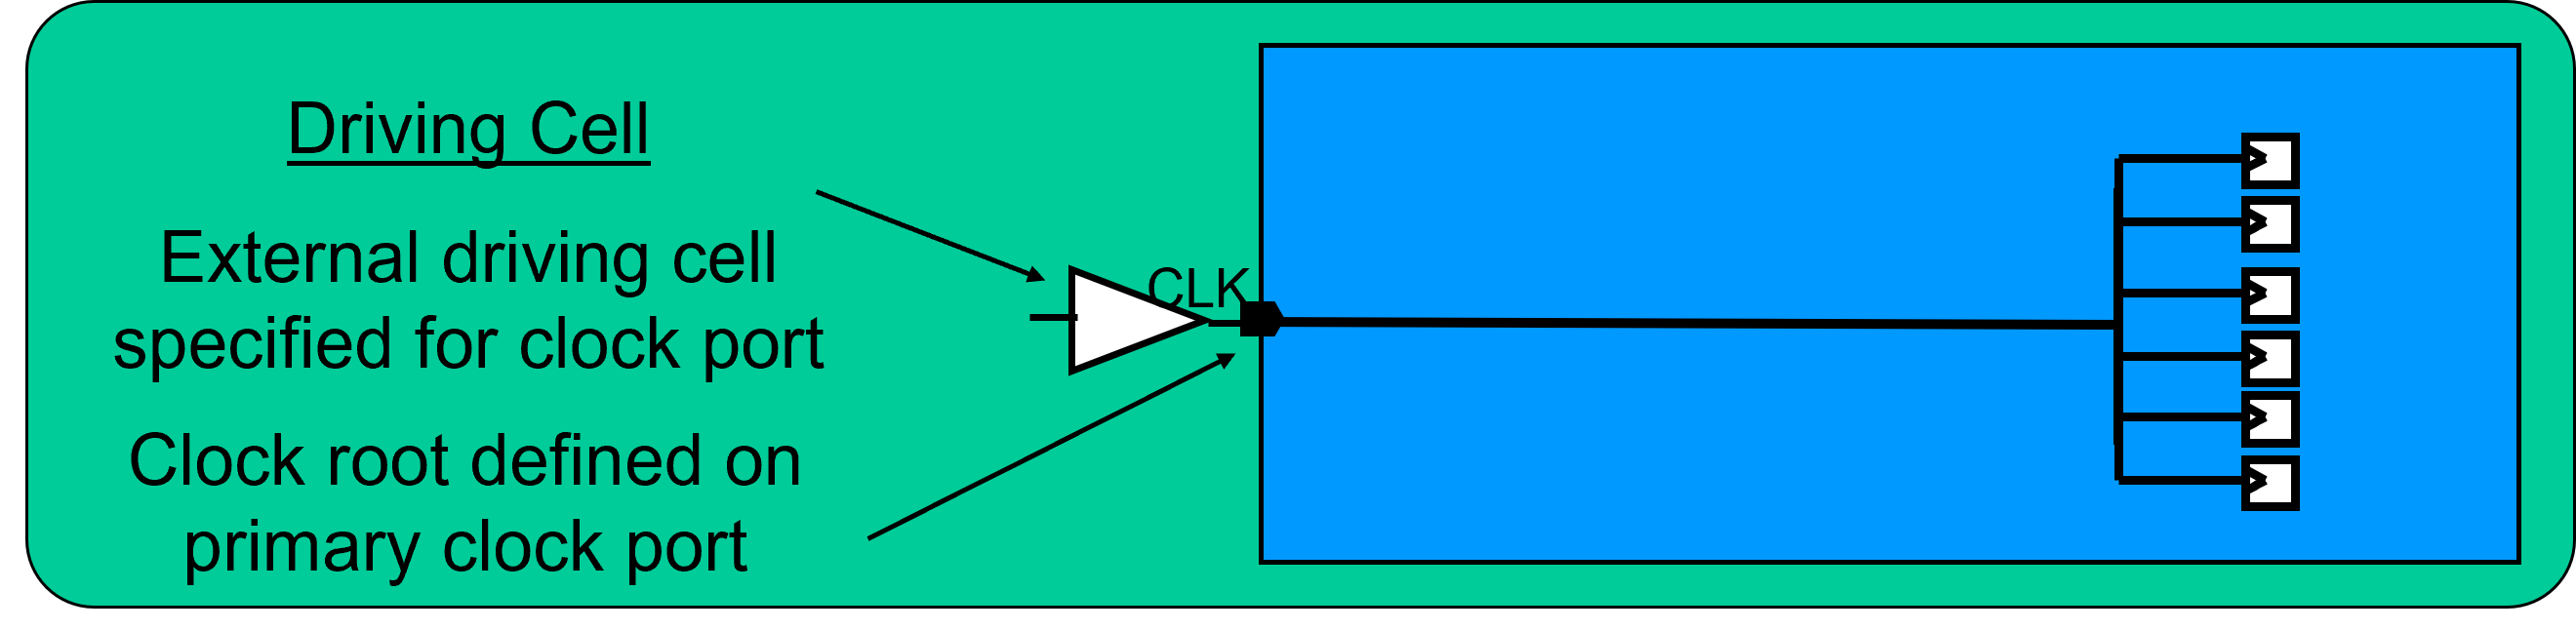 Driving Cell
External driving cell
specified for clock port
CLK
Clock root defined on
primary clock port